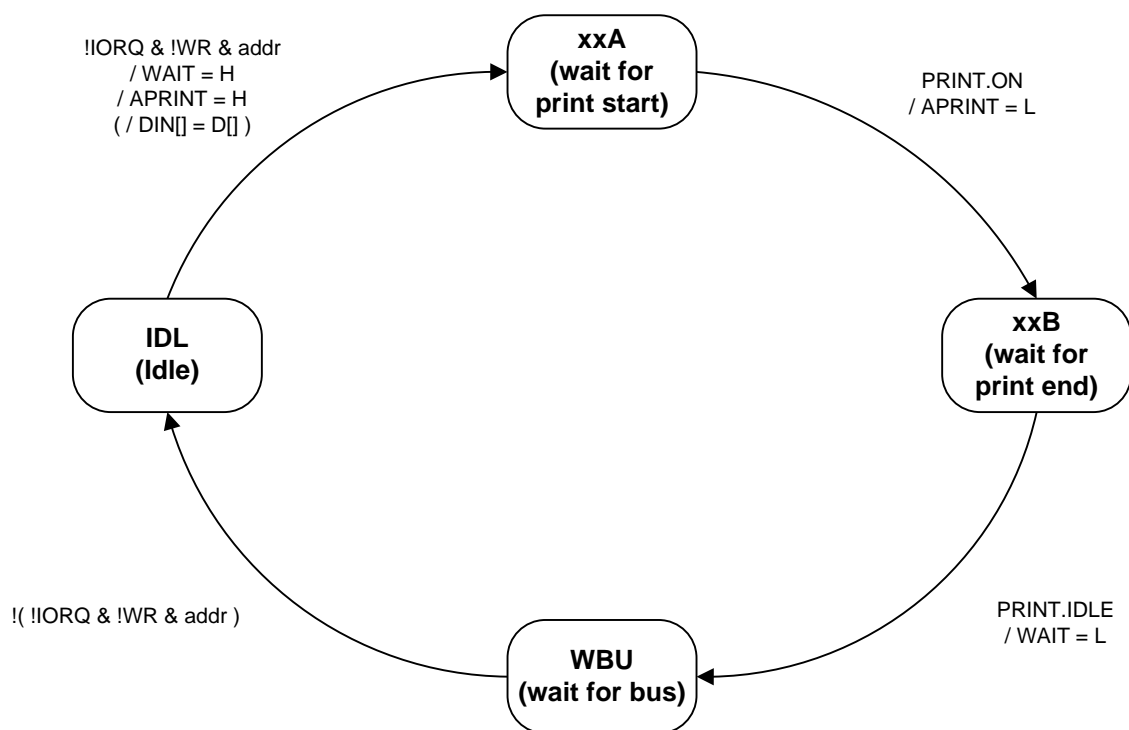 !IORQ & !WR & addr
/ WAIT = H
/ APRINT = H
( / DIN[] = D[] )
xxA
(wait for
print start)
PRINT.ON
/ APRINT = L
IDL
(Idle)
xxB
(wait for
print end)
!( !IORQ & !WR & addr )
WBU
(wait for bus)
PRINT.IDLE
/ WAIT = L